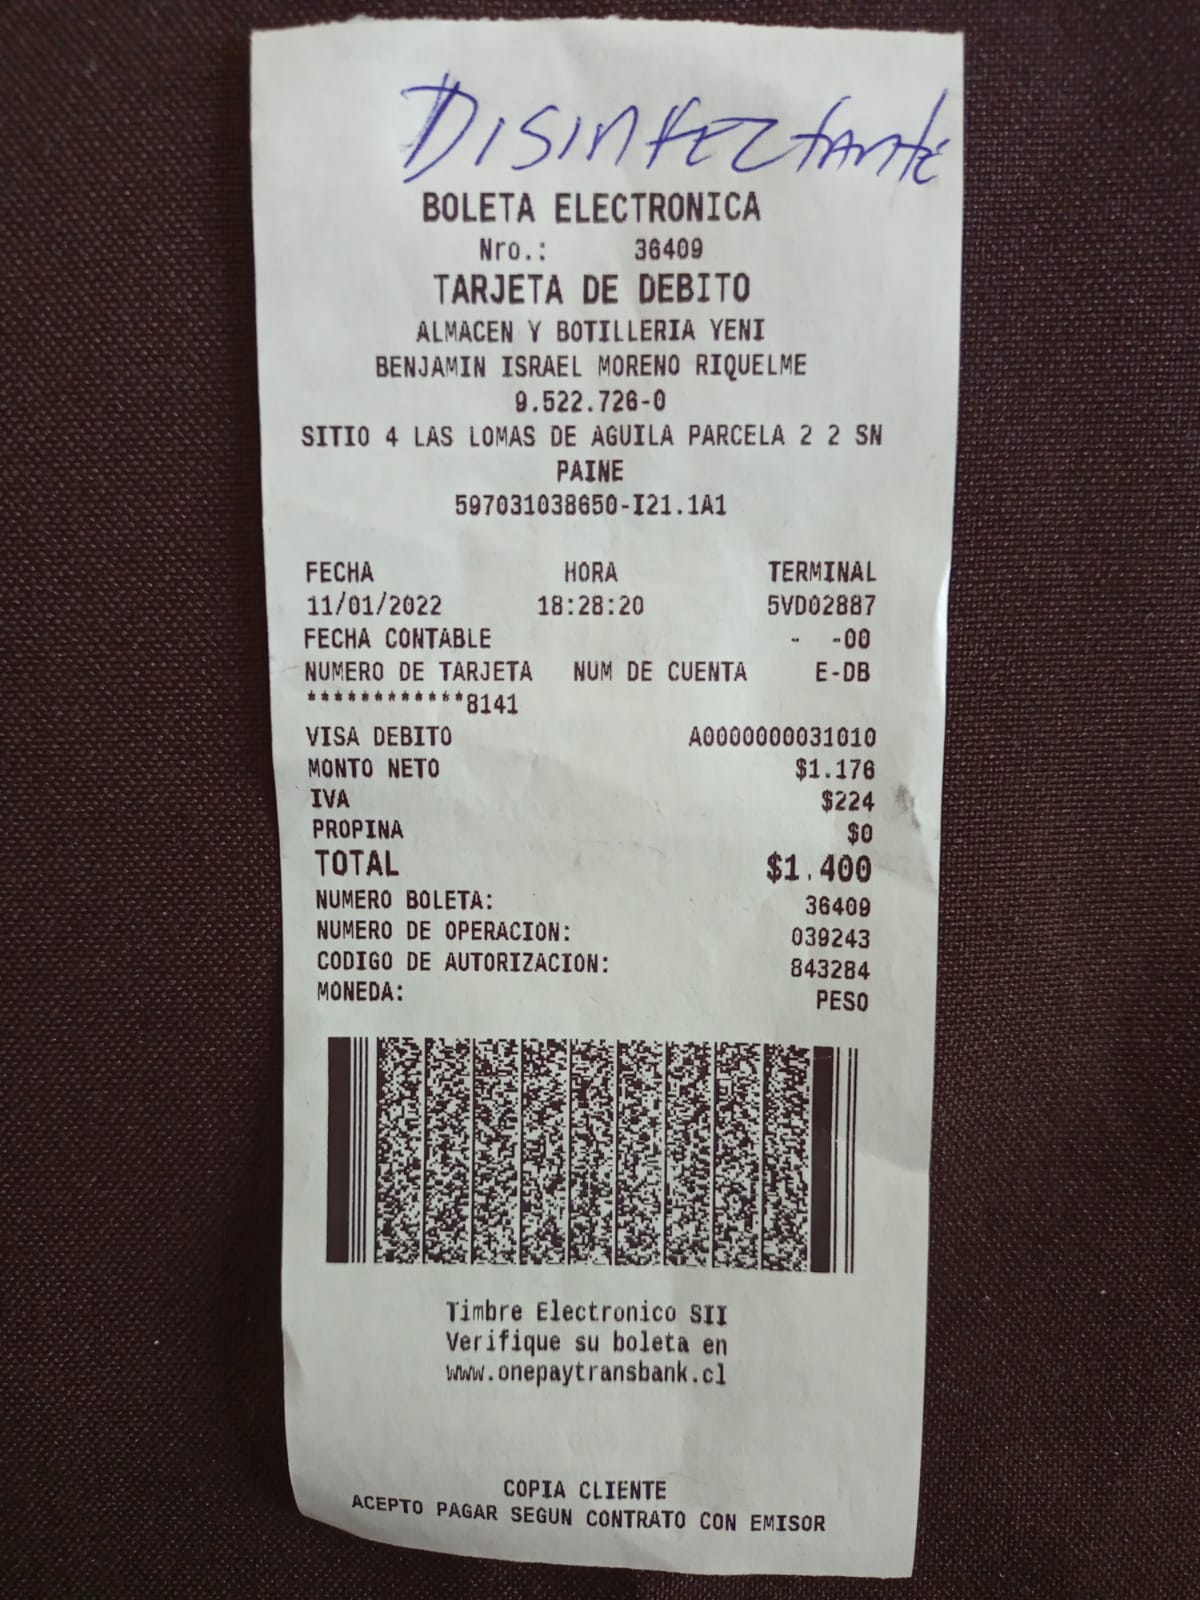 Disinfectante
BOLETA ELECTRONICA
Nro.: 36409
TARJETA DE DEBITO
ALMACEN Y BOTILLERIA YENI
BENJAMIN ISRAEL MORENO RIQUELME
9.522.726-0
SITIO 4 LAS LOMAS DE AGUILA PARCELA 2 2 SN
PAINE
597031038650-I21.1A1
FECHA HORA TERMINAL
11/01/2022 18:28:20 5VD02887
FECHA CONTABLE - -00
NUMERO DE TARJETA NUM DE CUENTA E-DB
************8141
VISA DEBITO A0000000031010
MONTO NETO $1.176
IVA $224
PROPINA $0
TOTAL $1.400
NUMERO BOLETA: 36409
NUMERO DE OPERACION: 039243
CODIGO DE AUTORIZACION: 843284
MONEDA: PESO
Timbre Electronico SII
Verifique su boleta en
www.onepaytransbank.cl
COPIA CLIENTE
ACEPTO PAGAR SEGUN CONTRATO CON EMISOR